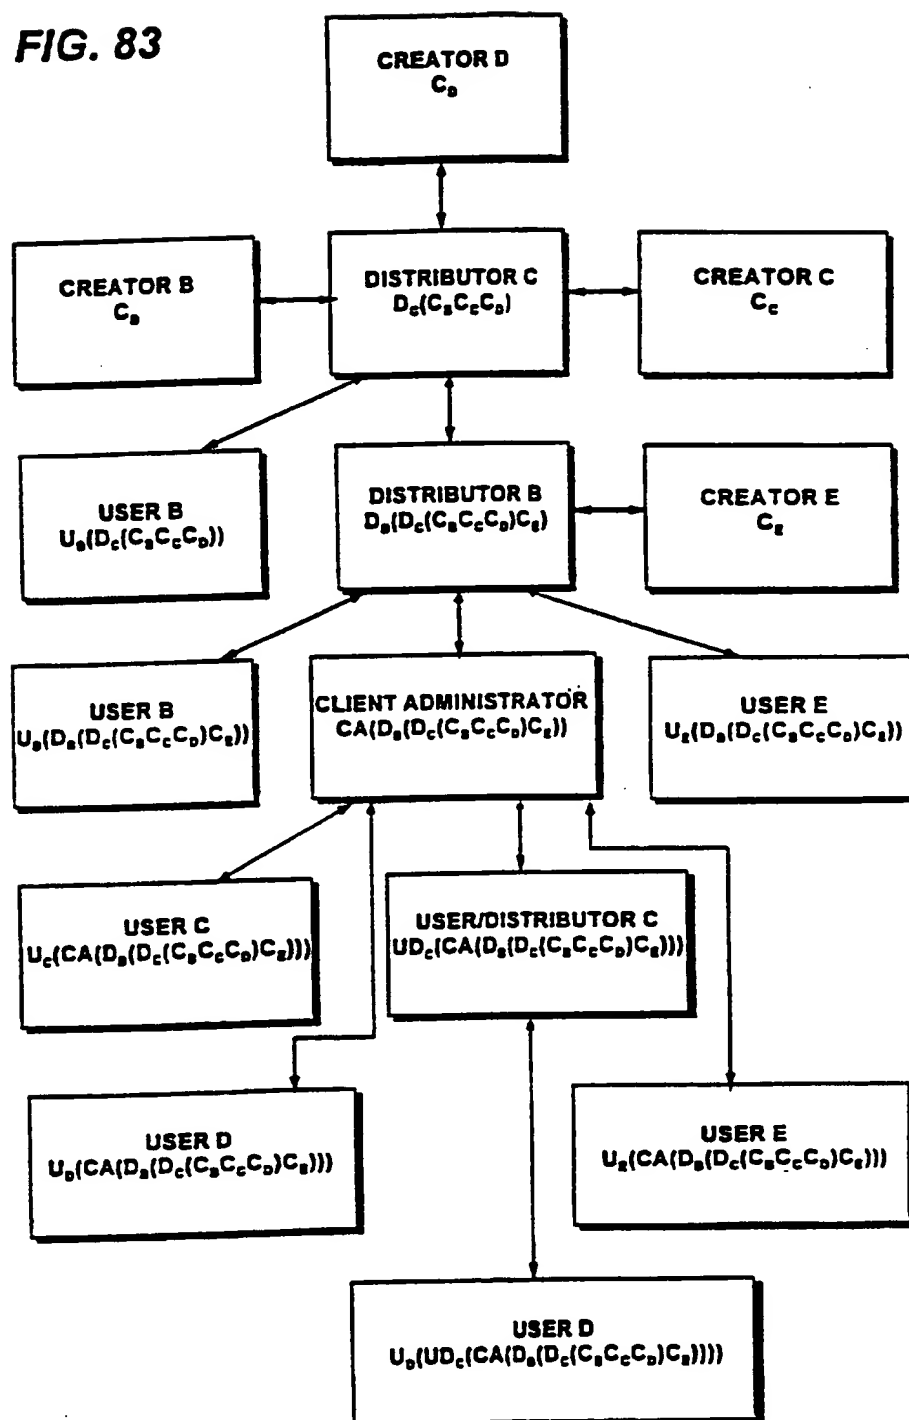 FIG. 83
CREATOR D
C_D
CREATOR B
C_B
DISTRIBUTOR C
D_C(C_BC_CC_D)
CREATOR C
C_C
USER B
U_B(D_C(C_BC_CC_D))
DISTRIBUTOR B
D_B(D_C(C_BC_CC_D)C_E)
CREATOR E
C_E
USER B
U_B(D_B(D_C(C_BC_CC_D)C_E))
CLIENT ADMINISTRATOR
CA(D_B(D_C(C_BC_CC_D)C_E))
USER E
U_E(D_B(D_C(C_BC_CC_D)C_E))
USER C
U_C(CA(D_B(D_C(C_BC_CC_D)C_E)))
USER/DISTRIBUTOR C
UD_C(CA(D_B(D_C(C_BC_CC_D)C_E)))
USER D
U_D(CA(D_B(D_C(C_BC_CC_D)C_E)))
USER E
U_E(CA(D_B(D_C(C_BC_CC_D)C_E)))
USER D
U_D(UD_C(CA(D_B(D_C(C_BC_CC_D)C_E))))